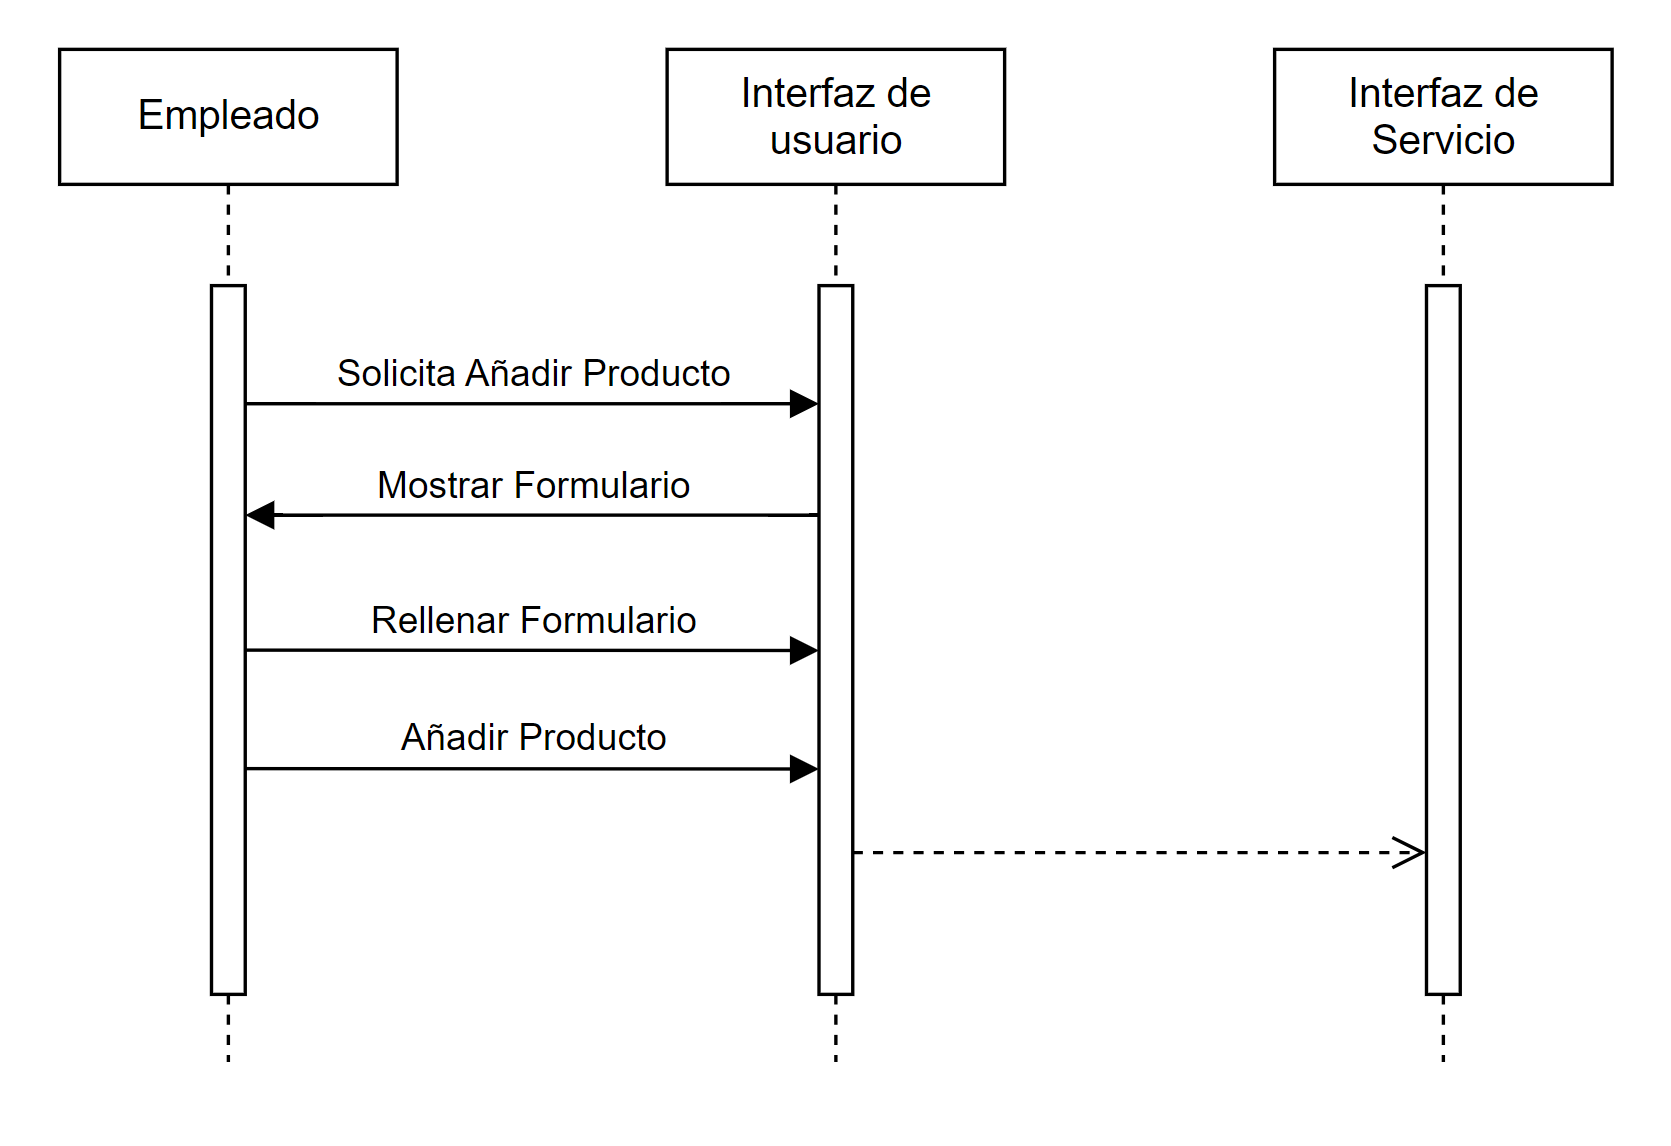 Empleado
Interfaz de
usuario
Interfaz de
Servicio
Solicita Añadir Producto
Mostrar Formulario
Rellenar Formulario
Añadir Producto